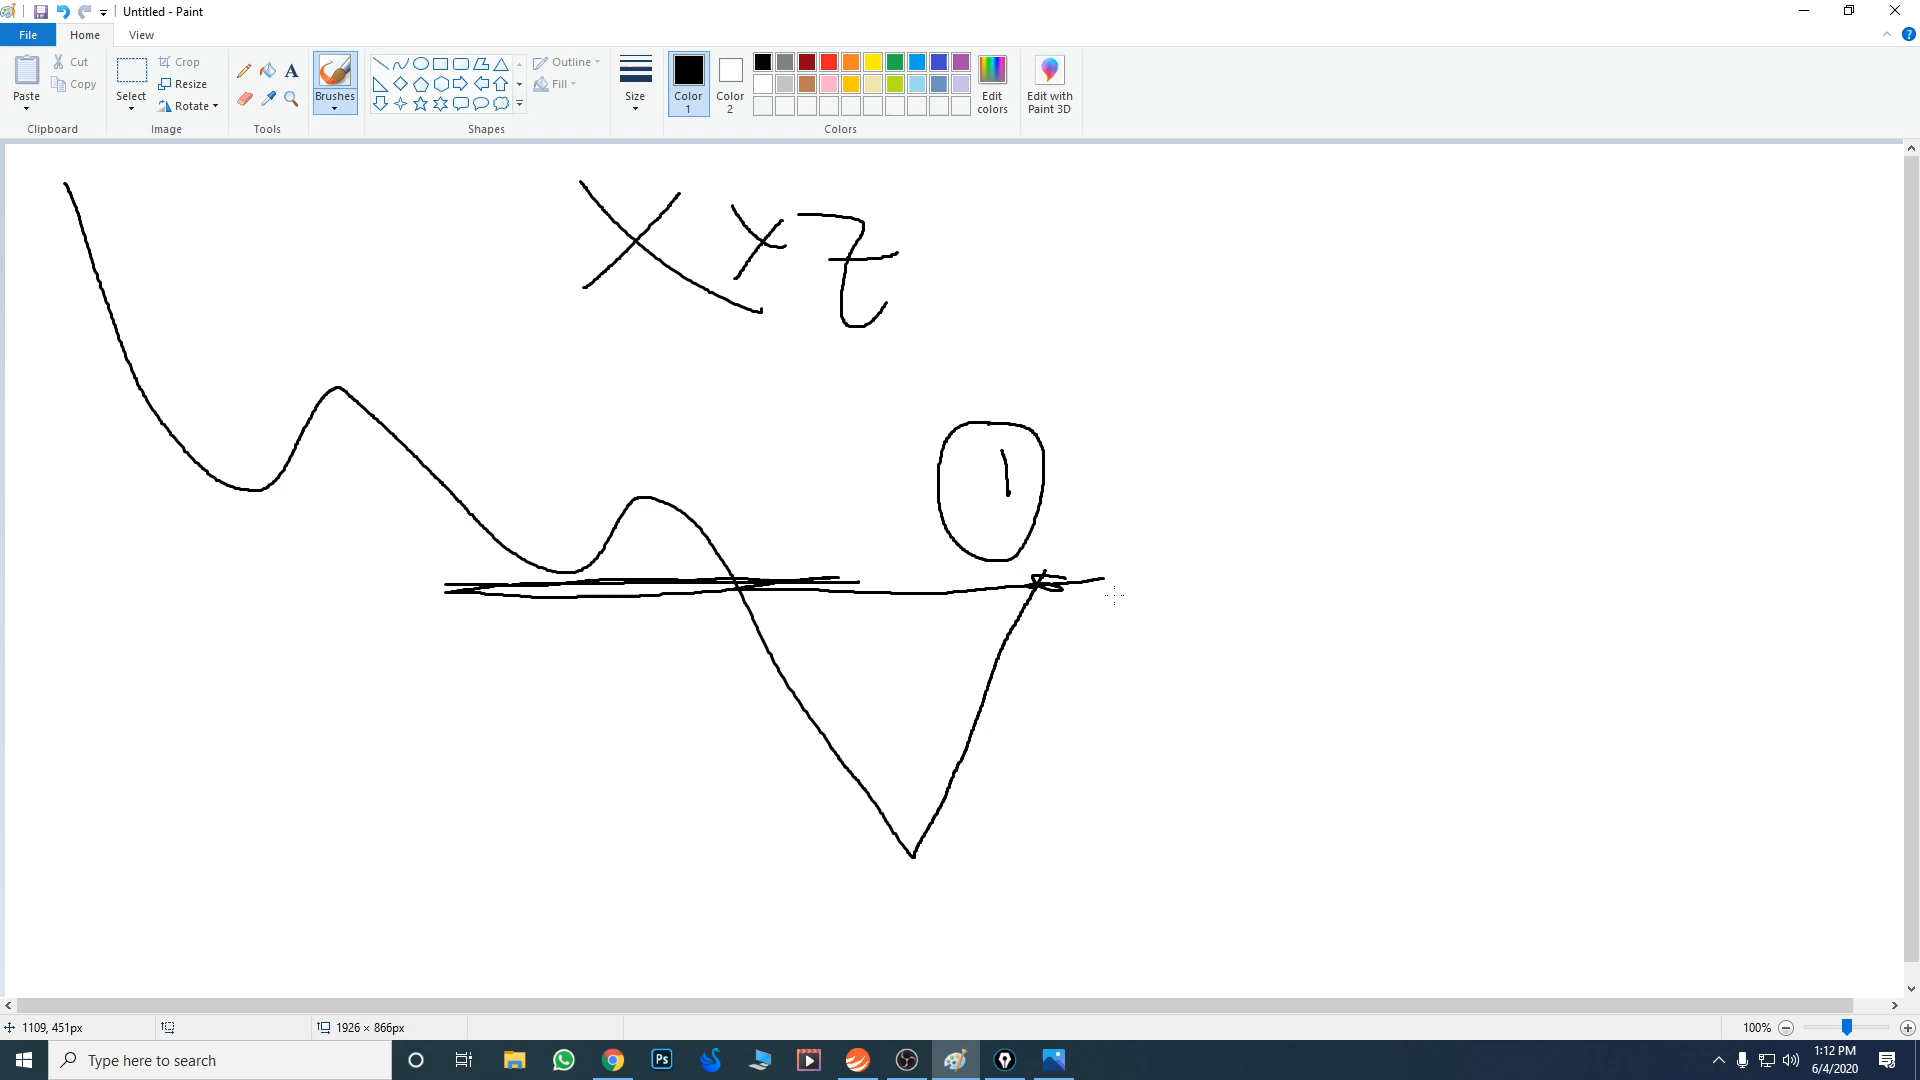 Untitled - Paint
File Home View
Paste
Cut
Copy
Clipboard
Select
Crop
Resize
Rotate
Image
A
Tools
Brushes
Outline
Fill
Shapes
Size
Color 1
Color 2
Edit colors
Colors
Edit with Paint 3D
XYZ
1
1109, 451px
1926 × 866px
100%
Type here to search
Ps
1:12 PM
6/4/2020